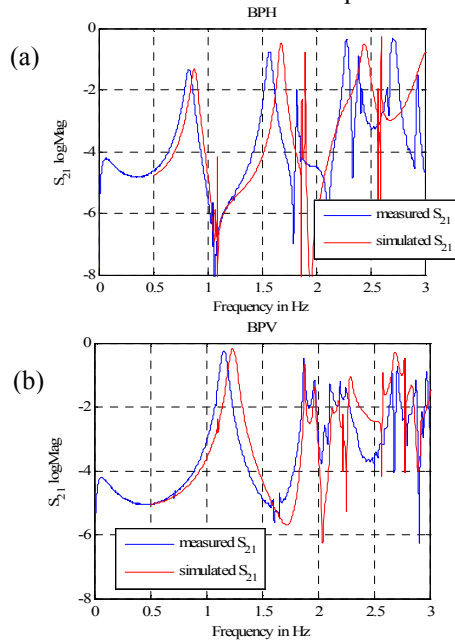 BPH
(a)
0
-2
-4
-6
-8
S21 logMag
measured S21
simulated S21
0 0.5 1 1.5 2 2.5 3
Frequency in Hz
BPV
(b)
0
-2
-4
-6
-8
S21 logMag
measured S21
simulated S21
0 0.5 1 1.5 2 2.5 3
Frequency in Hz